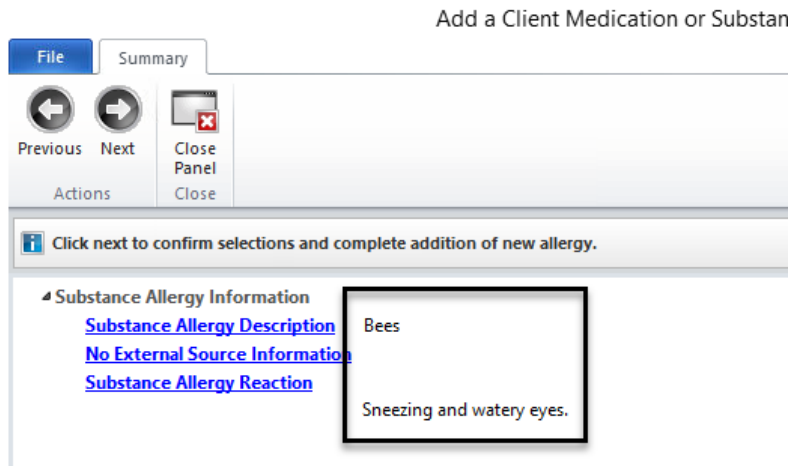 Add a Client Medication or Substan
File Summary
Previous Next Close Panel
Actions Close
Click next to confirm selections and complete addition of new allergy.
Substance Allergy Information
Substance Allergy Description Bees
No External Source Information
Substance Allergy Reaction
Sneezing and watery eyes.